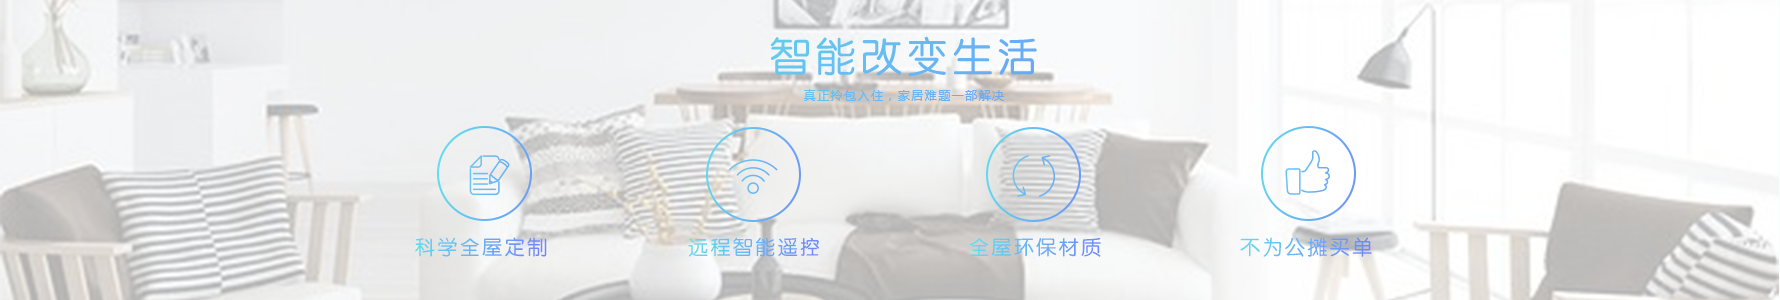 智能改变生活
真正拎包入住，家居难题一部解决
科学全屋定制
远程智能遥控
全屋环保材质
不为公摊买单